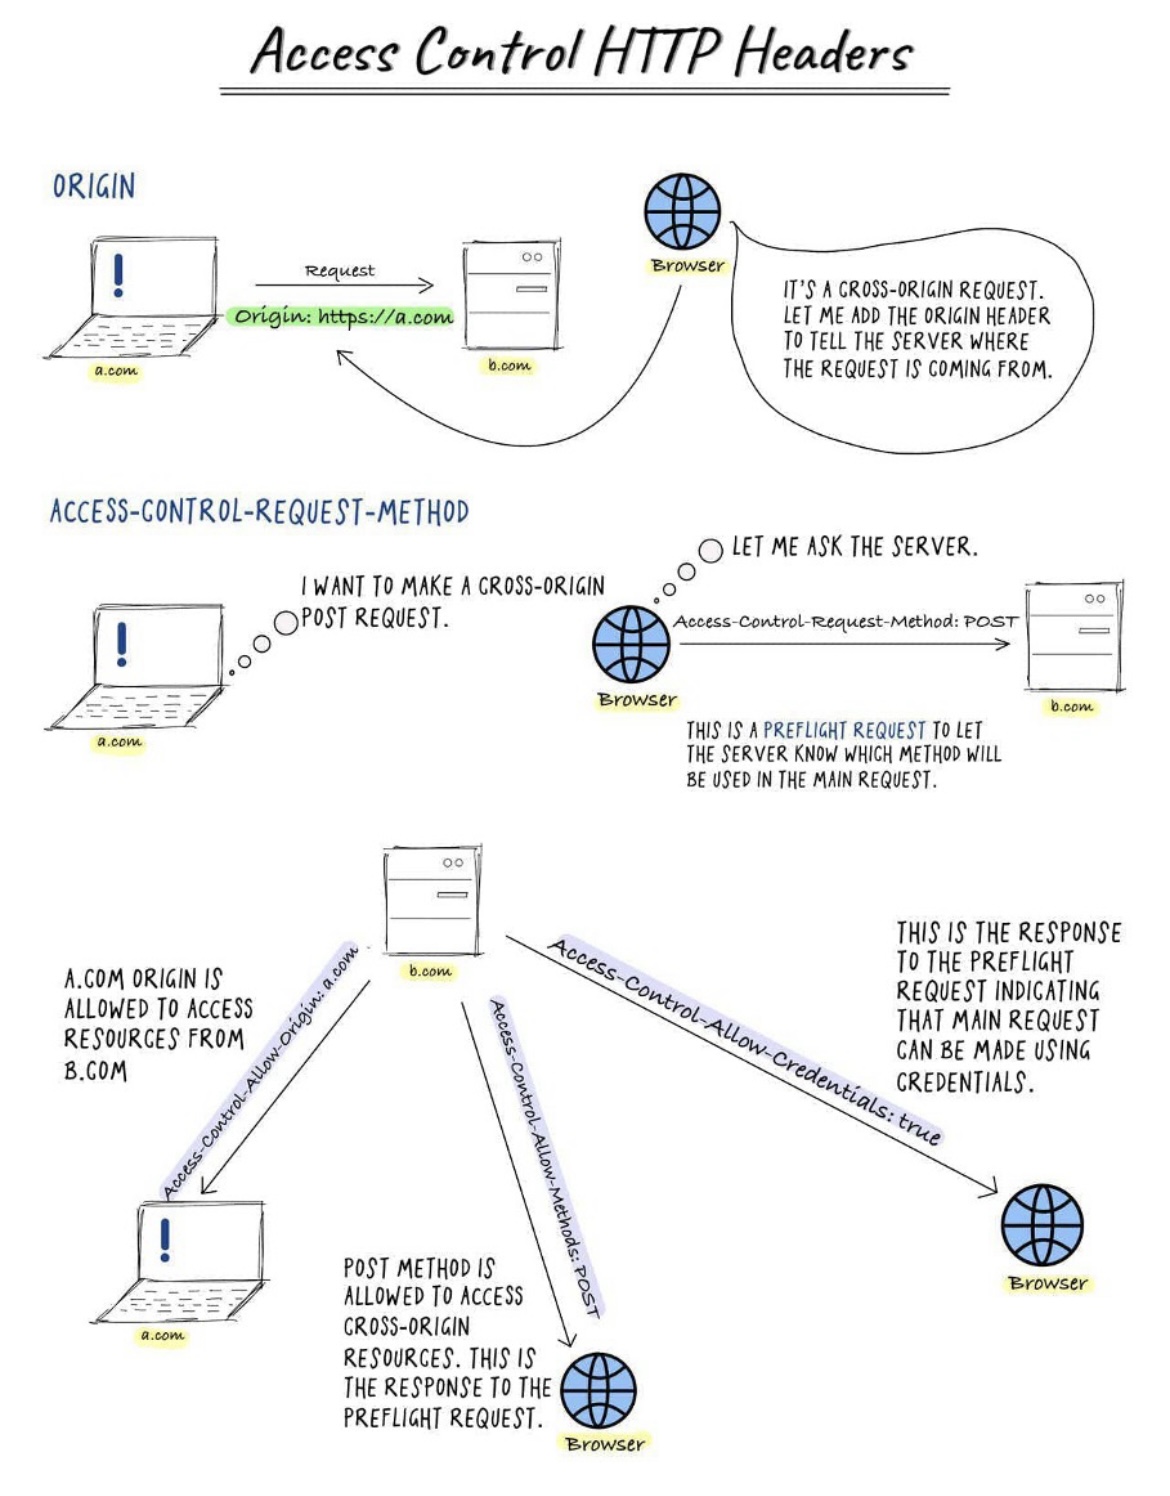 Access Control HTTP Headers
ORIGIN
Request
Origin: https://a.com
a.com
b.com
Browser
IT'S A CROSS-ORIGIN REQUEST.
LET ME ADD THE ORIGIN HEADER
TO TELL THE SERVER WHERE
THE REQUEST IS COMING FROM.
ACCESS-CONTROL-REQUEST-METHOD
I WANT TO MAKE A CROSS-ORIGIN
POST REQUEST.
a.com
LET ME ASK THE SERVER.
Access-Control-Request-Method: POST
Browser
b.com
THIS IS A PREFLIGHT REQUEST TO LET
THE SERVER KNOW WHICH METHOD WILL
BE USED IN THE MAIN REQUEST.
b.com
A.COM ORIGIN IS
ALLOWED TO ACCESS
RESOURCES FROM
B.COM
Access-Control-Allow-Origin: a.com
a.com
Access-Control-Allow-Methods: POST
POST METHOD IS
ALLOWED TO ACCESS
CROSS-ORIGIN
RESOURCES. THIS IS
THE RESPONSE TO THE
PREFLIGHT REQUEST.
Browser
Access-Control-Allow-Credentials: true
THIS IS THE RESPONSE
TO THE PREFLIGHT
REQUEST INDICATING
THAT MAIN REQUEST
CAN BE MADE USING
CREDENTIALS.
Browser